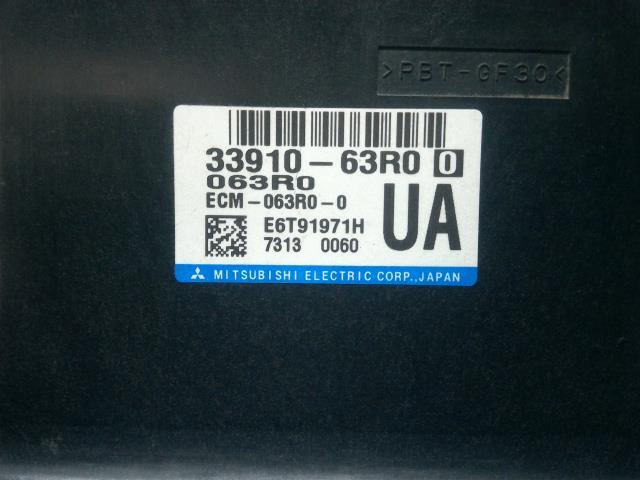 >PBT-GF30<
33910-63R0 0
063R0
ECM-063R0-0
UA
E6T91971H
7313 0060
MITSUBISHI ELECTRIC CORP.,JAPAN